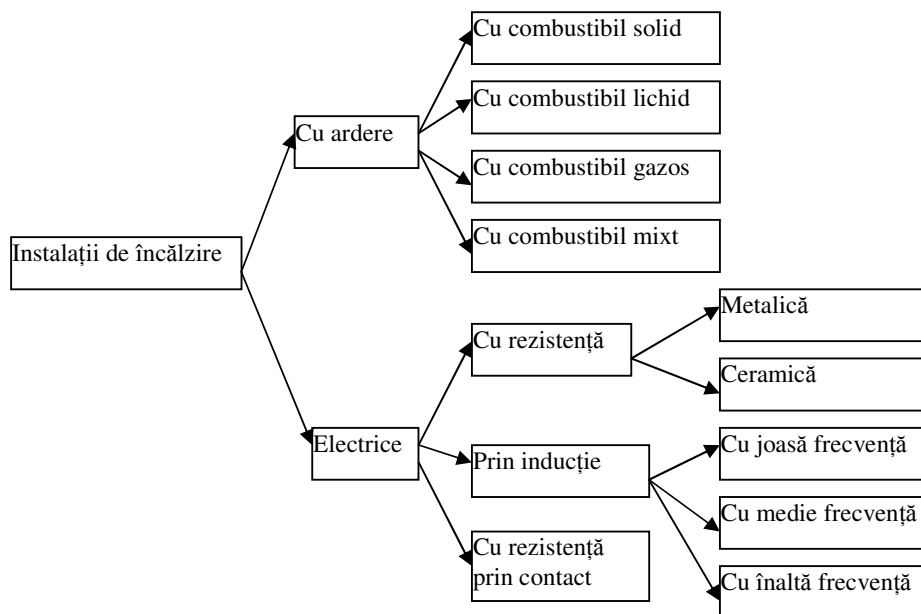 Cu combustibil solid
Cu combustibil lichid
Cu ardere
Cu combustibil gazos
Cu combustibil mixt
Instalații de încălzire
Metalică
Cu rezistență
Ceramică
Electrice
Prin inducție
Cu joasă frecvență
Cu medie frecvență
Cu rezistență
prin contact
Cu înaltă frecvență